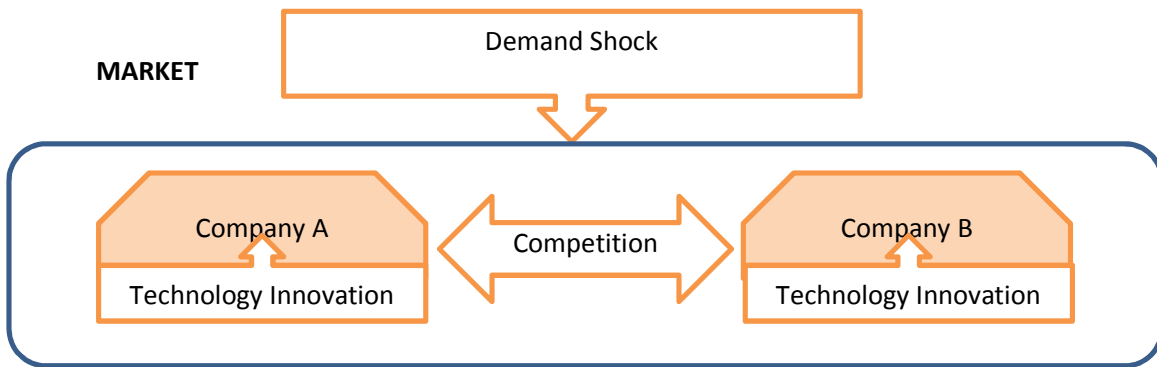 Demand Shock
MARKET
Company A
Competition
Company B
Technology Innovation
Technology Innovation